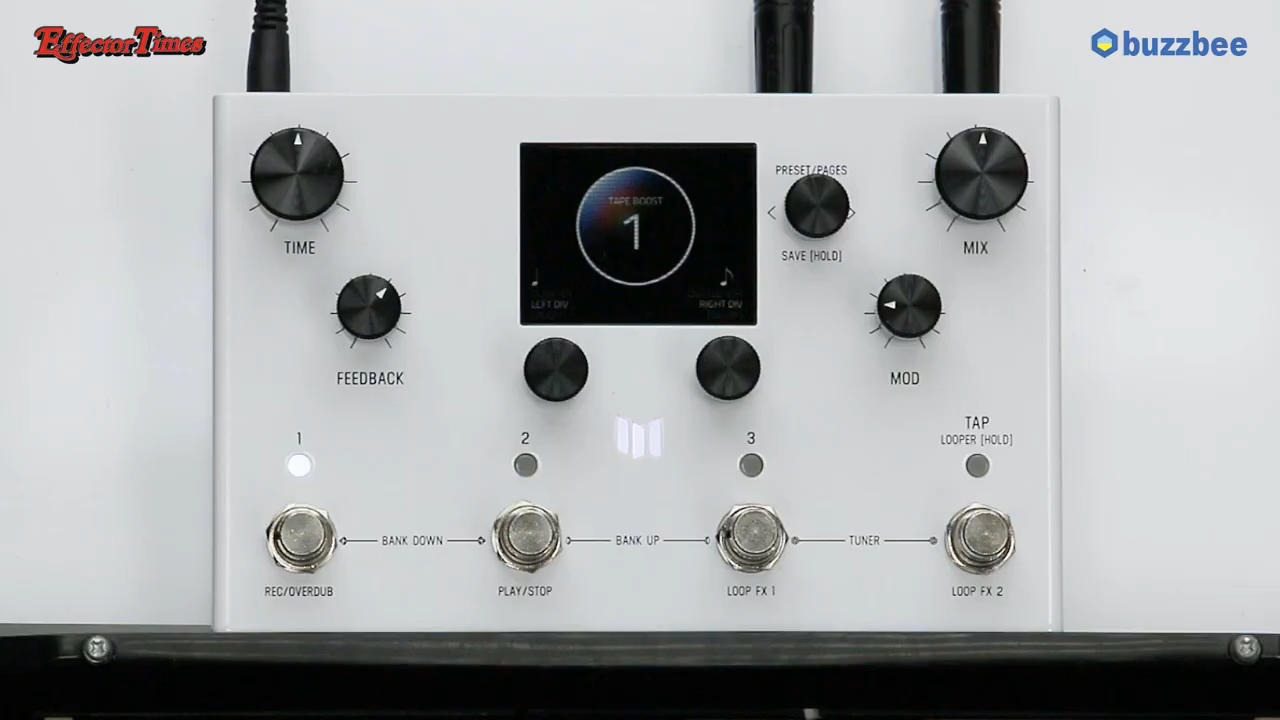 Effector Times
buzzbee
PRESET/PAGES
TAPE BOOST
1
SAVE [HOLD]
TIME
MIX
LEFT DIV
RIGHT DIV
FEEDBACK
MOD
TAP
LOOPER [HOLD]
1
2
3
BANK DOWN
BANK UP
TUNER
REC/OVERDUB
PLAY/STOP
LOOP FX 1
LOOP FX 2